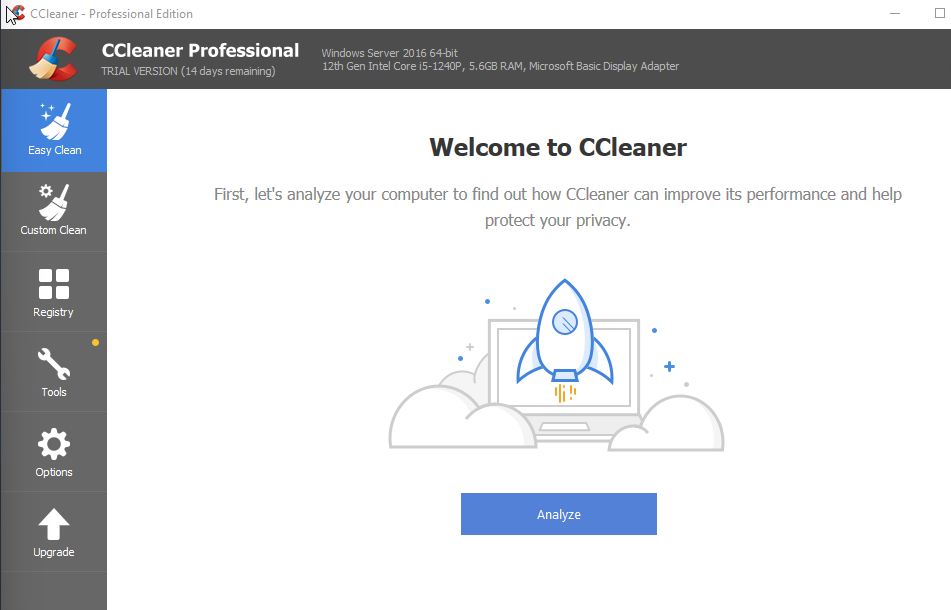 CCleaner - Professional Edition
CCleaner Professional
TRIAL VERSION (14 days remaining)
Windows Server 2016 64-bit
12th Gen Intel Core i5-1240P, 5.6GB RAM, Microsoft Basic Display Adapter
Easy Clean
Custom Clean
Registry
Tools
Options
Upgrade
Welcome to CCleaner
First, let's analyze your computer to find out how CCleaner can improve its performance and help
protect your privacy.
Analyze